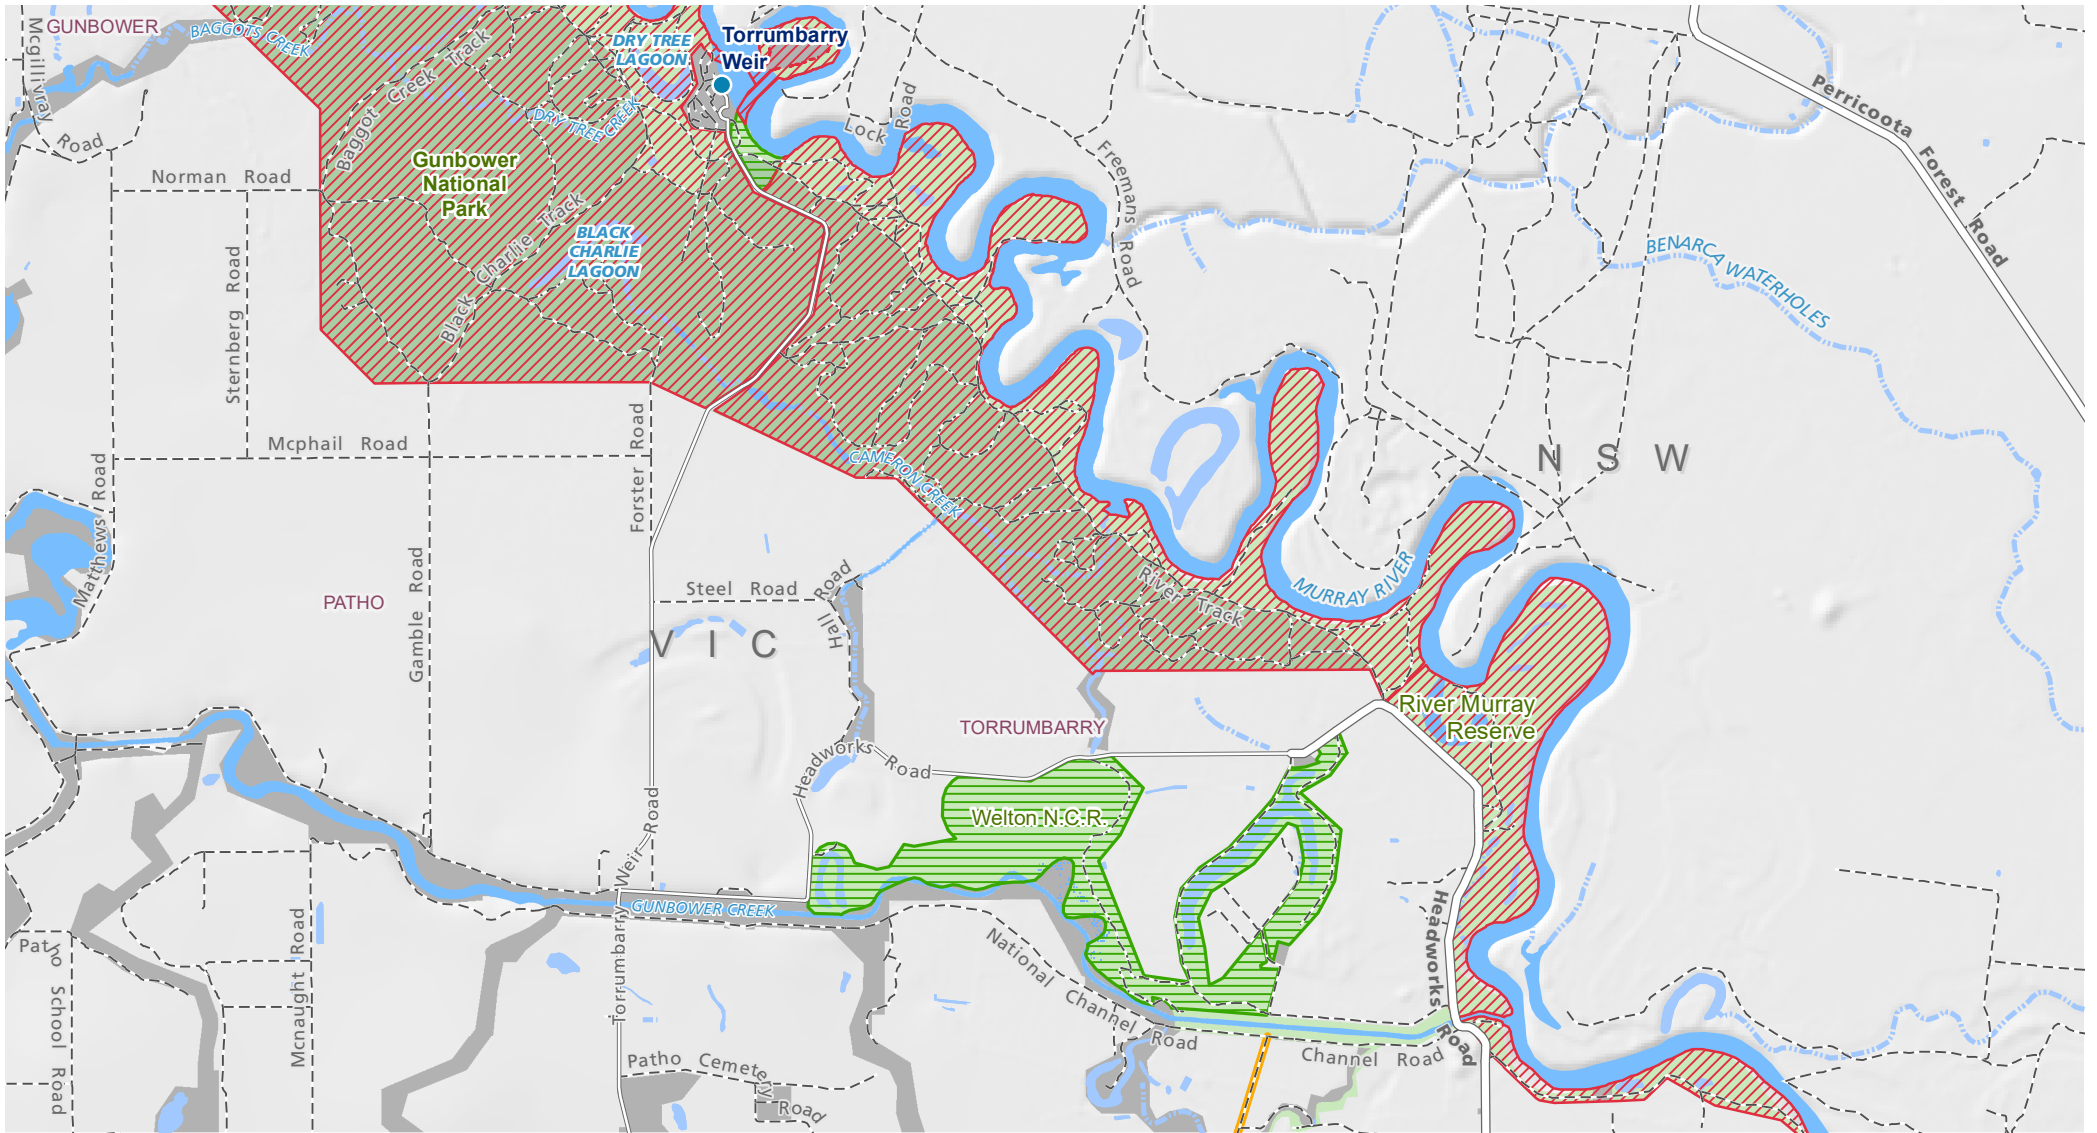 GUNBOWER
BAGGOTS CREEK
Mcgillivray
Road
Baggot Creek Track
DRY TREE
LAGOON
Torrumbarry
Weir
DRY TREE CREEK
Lock Road
Freemans Road
Perricoota Forest Road
Norman Road
Gunbower
National
Park
Black Charlie Track
BLACK
CHARLIE
LAGOON
BENARCA WATERHOLES
Sternberg Road
Mcphail Road
Forster Road
Matthews Road
Gamble Road
CAMERON CREEK
N S W
PATHO
Steel Road
Hall Road
V I C
River Track
MURRAY RIVER
TORRUMBARRY
River Murray
Reserve
Headworks Road
Welton N.C.R.
Torrumbarry Weir Road
GUNBOWER CREEK
National Channel Road
Channel Road
Headworks Road
Patho School Road
Mcnaught Road
Patho Cemetery Road